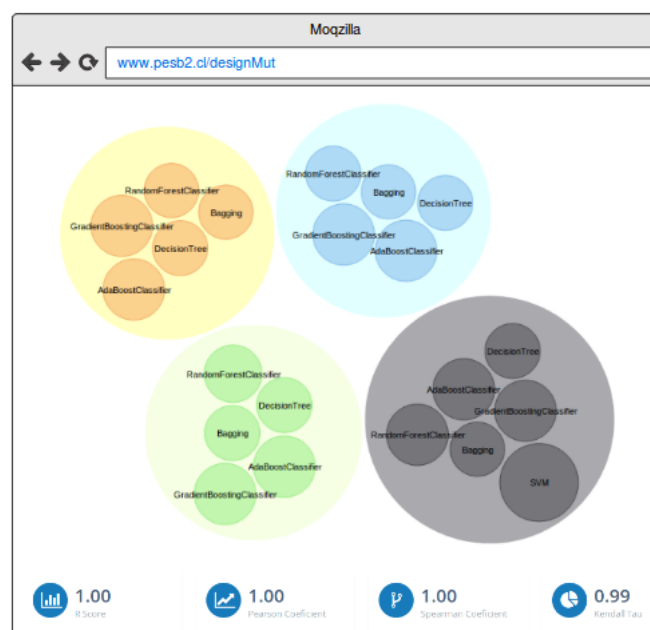 Moqzilla
www.pesb2.cl/designMut
RandomForestClassifier
Bagging
GradientBoostingClassifier
DecisionTree
AdaBoostClassifier
RandomForestClassifier
Bagging
DecisionTree
GradientBoostingClassifier
AdaBoostClassifier
RandomForestClassifier
DecisionTree
Bagging
AdaBoostClassifier
GradientBoostingClassifier
DecisionTree
AdaBoostClassifier
GradientBoostingClassifier
RandomForestClassifier
Bagging
SVM
1.00
R Score
1.00
Pearson Coeficient
1.00
Spearman Coeficient
0.99
Kendall Tau